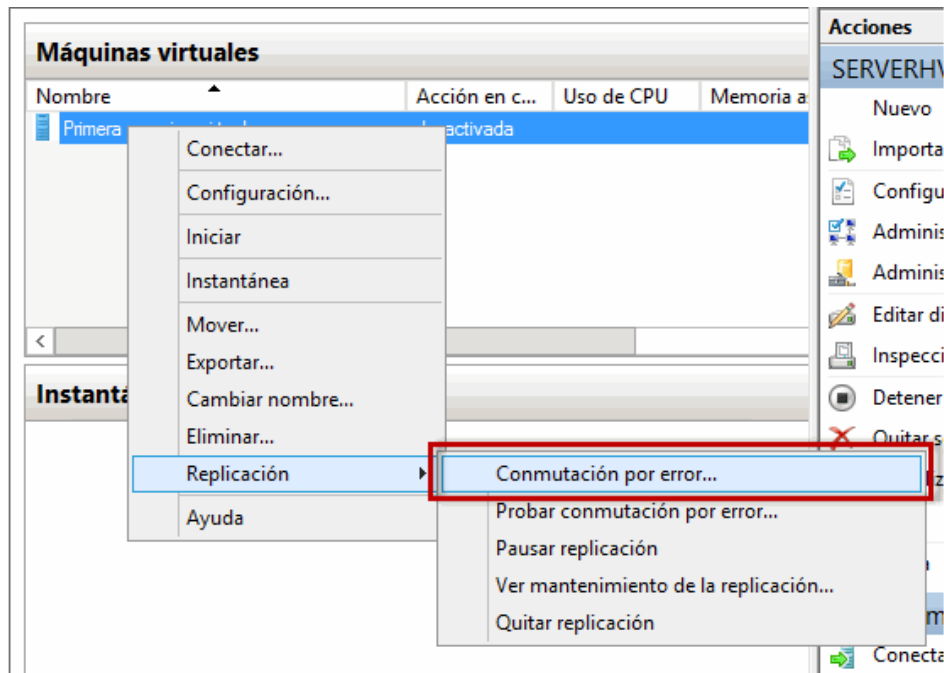 Máquinas virtuales
Nombre
Acción en c...
Uso de CPU
Memoria a
Primera
Conectar...
Configuración...
Iniciar
Instantánea
Mover...
Exportar...
Cambiar nombre...
Eliminar...
Replicación
Ayuda
Instantá
Conmutación por error...
Probar conmutación por error...
Pausar replicación
Ver mantenimiento de la replicación...
Quitar replicación
Acciones
SERVERHV
Nuevo
Importa
Configu
Adminis
Adminis
Editar di
Inspecci
Detener
Quitar s
Conecta